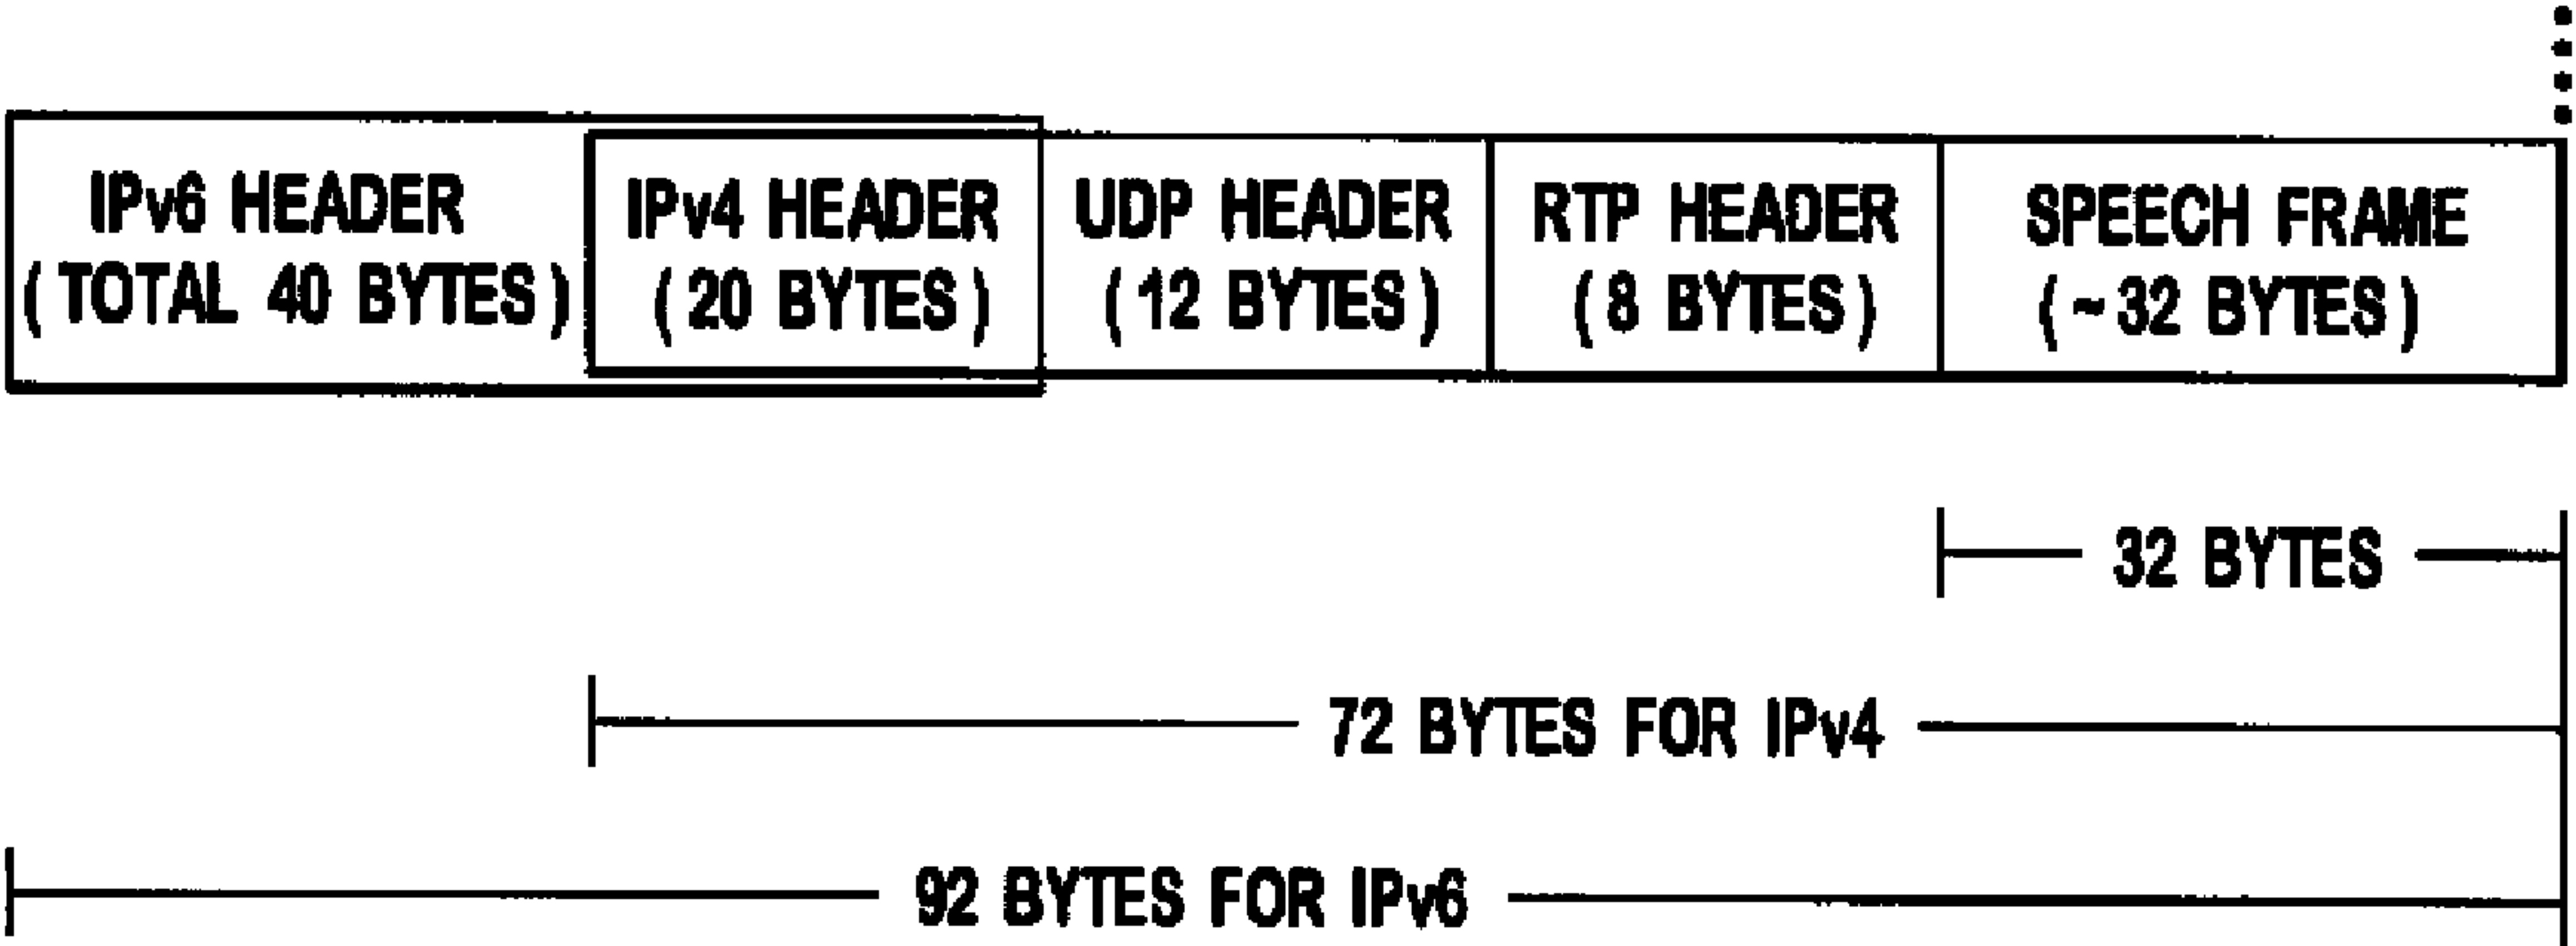 IPv6 HEADER
(TOTAL 40 BYTES)
IPv4 HEADER
(20 BYTES)
UDP HEADER
(12 BYTES)
RTP HEADER
(8 BYTES)
SPEECH FRAME
(~32 BYTES)
32 BYTES
72 BYTES FOR IPv4
92 BYTES FOR IPv6